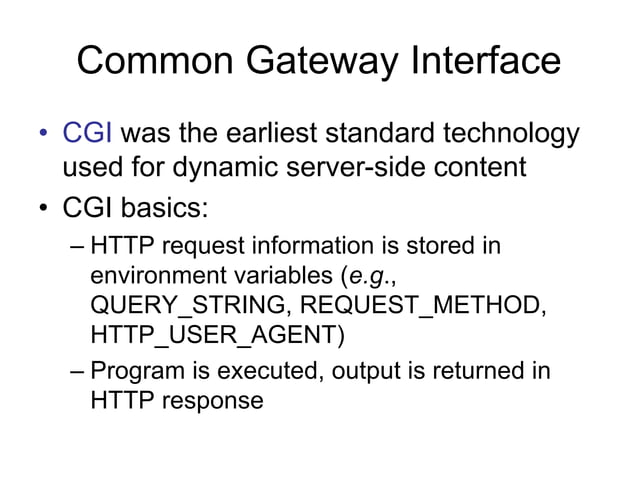 Common Gateway Interface
• CGI was the earliest standard technology
used for dynamic server-side content
• CGI basics:
– HTTP request information is stored in
environment variables (e.g.,
QUERY_STRING, REQUEST_METHOD,
HTTP_USER_AGENT)
– Program is executed, output is returned in
HTTP response